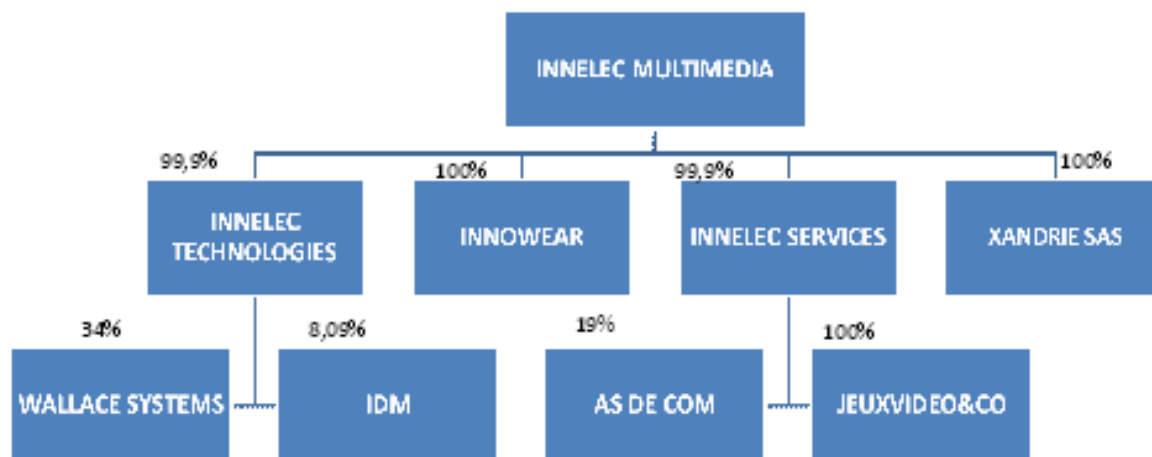 INNELEC MULTIMEDIA
99,9%
100%
99,9%
100%
INNELEC
TECHNOLOGIES
INNOWEAR
INNELEC SERVICES
XANDRIE SAS
34%
8,09%
19%
100%
WALLACE SYSTEMS
IDM
AS DE COM
JEUXVIDEO&CO